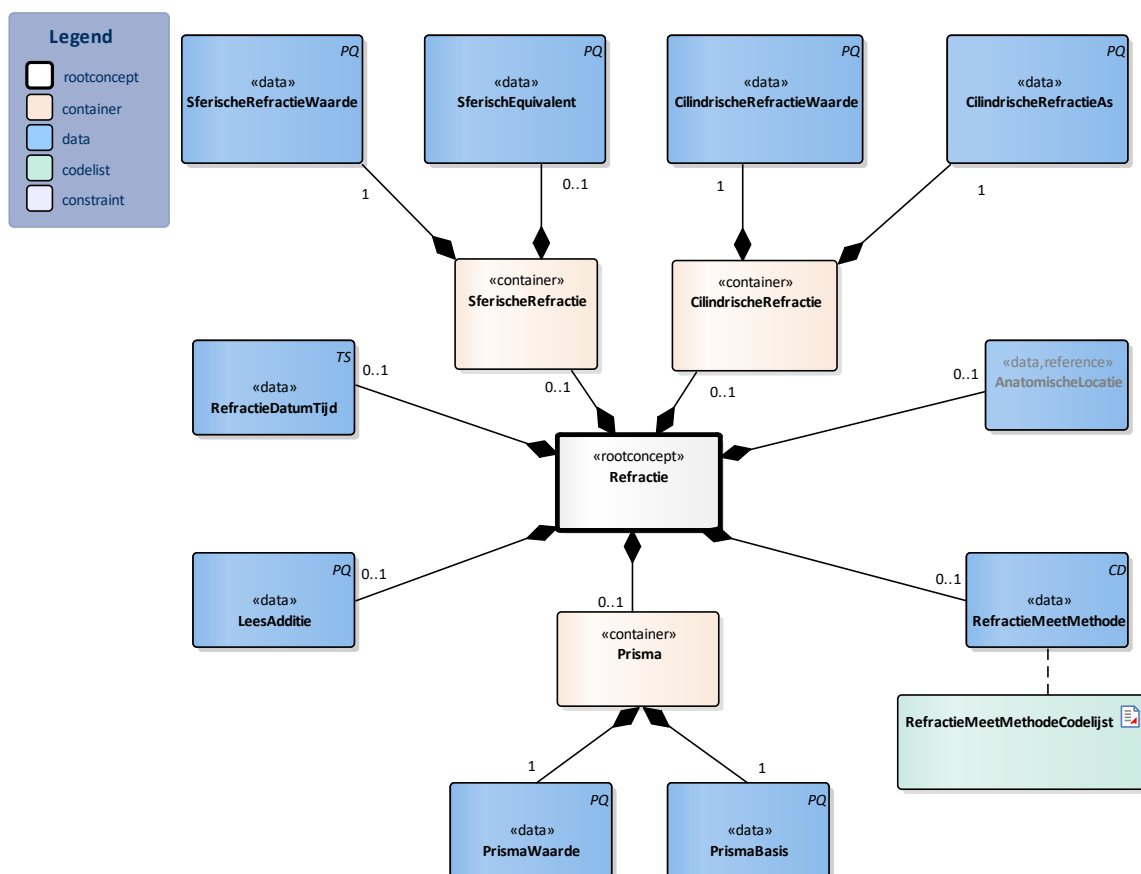 Legend
rootconcept
container
data
codelist
constraint
PQ
«data»
SferischeRefractieWaarde
PQ
«data»
SferischEquivalent
PQ
«data»
CilindrischeRefractieWaarde
PQ
«data»
CilindrischeRefractieAs
1
0..1
1
1
«container»
SferischeRefractie
«container»
CilindrischeRefractie
TS
«data»
RefractieDatumTijd
0..1
0..1
0..1
0..1
«data,reference»
AnatomischeLocatie
«rootconcept»
Refractie
PQ
«data»
LeesAdditie
0..1
0..1
0..1
CD
«data»
RefractieMeetMethode
«container»
Prisma
RefractieMeetMethodeCodelijst
1
1
PQ
«data»
PrismaWaarde
PQ
«data»
PrismaBasis